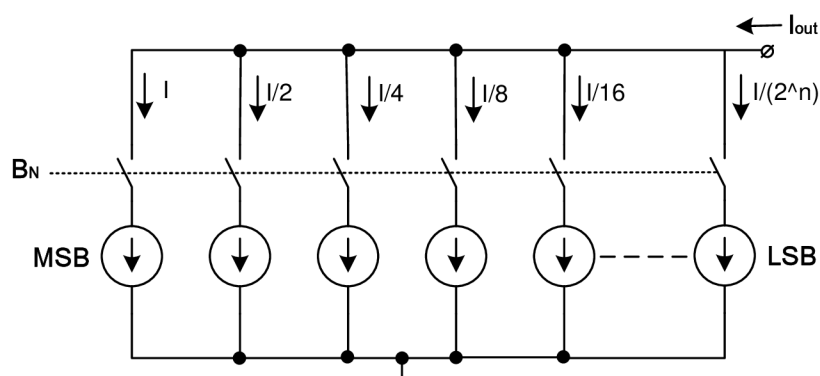 Iout
I
I/2
I/4
I/8
I/16
I/(2^n)
BN
MSB
LSB